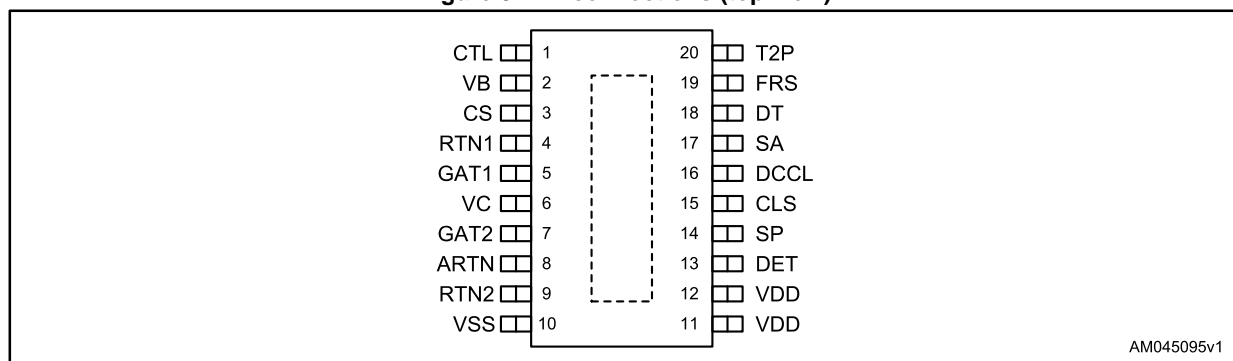 CTL 1 20 T2P
VB 2 19 FRS
CS 3 18 DT
RTN1 4 17 SA
GAT1 5 16 DCCL
VC 6 15 CLS
GAT2 7 14 SP
ARTN 8 13 DET
RTN2 9 12 VDD
VSS 10 11 VDD
AM045095v1